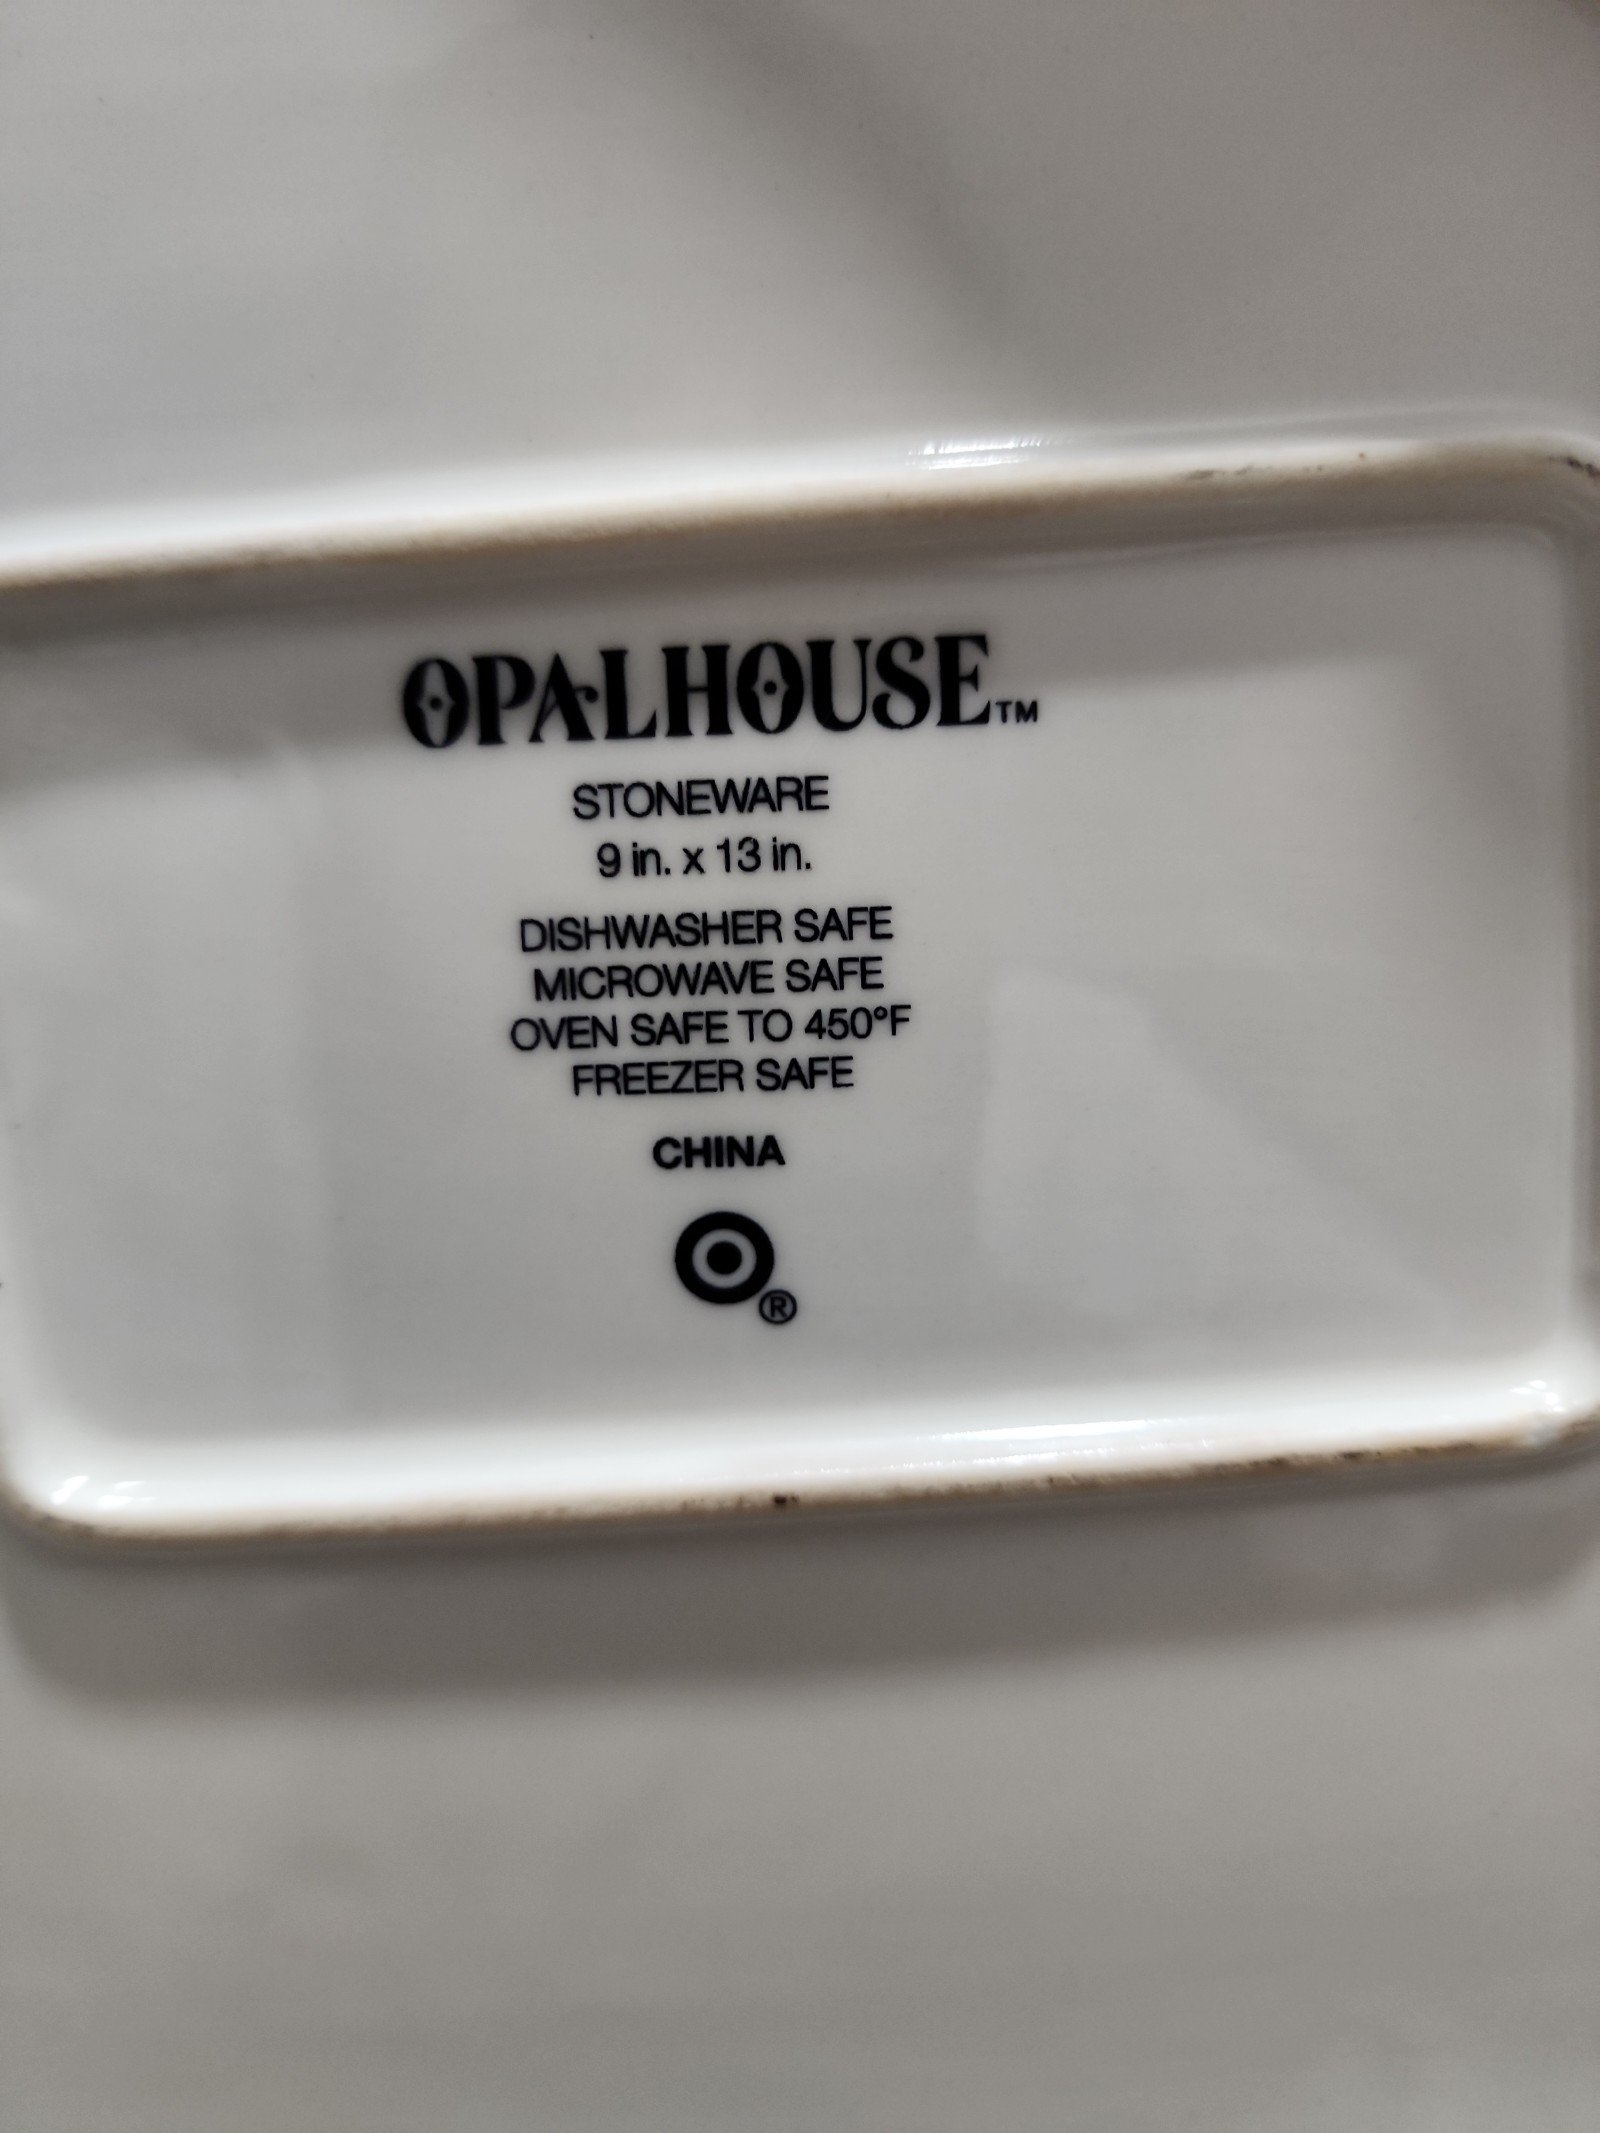 OPALHOUSE™
STONEWARE
9 in. x 13 in.
DISHWASHER SAFE
MICROWAVE SAFE
OVEN SAFE TO 450°F
FREEZER SAFE
CHINA
®